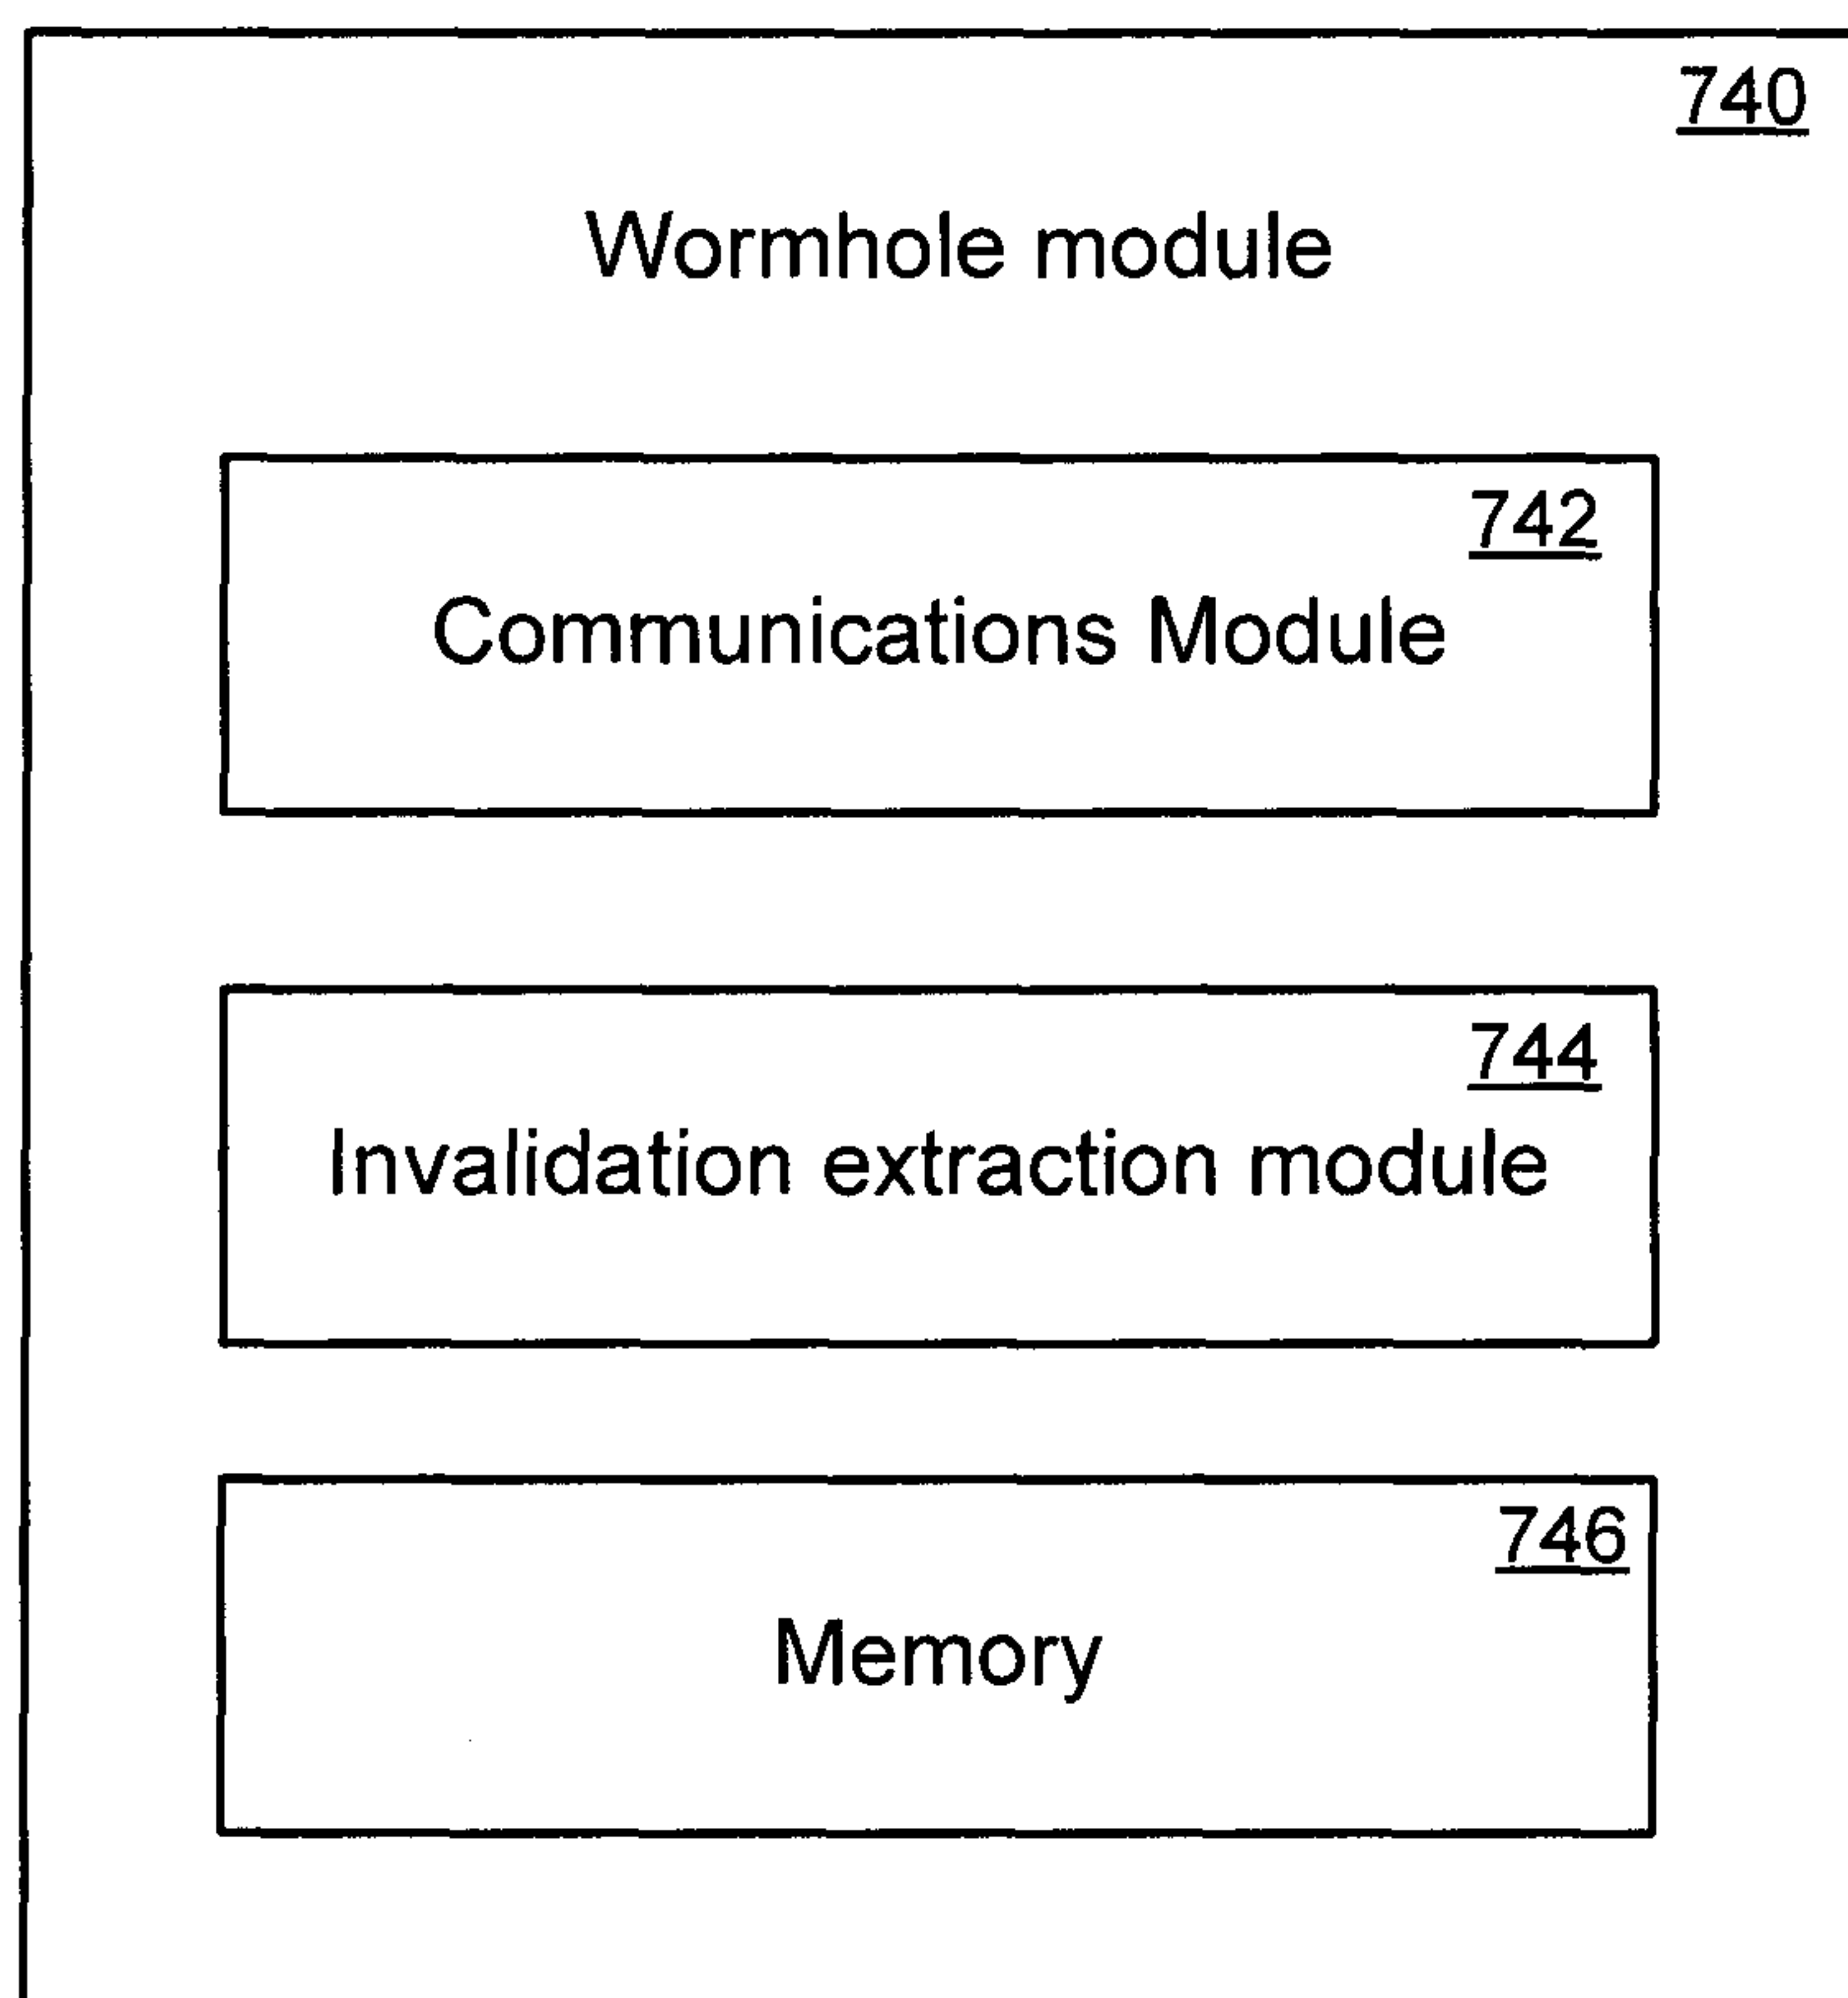 740
Wormhole module
742
Communications Module
744
Invalidation extraction module
746
Memory